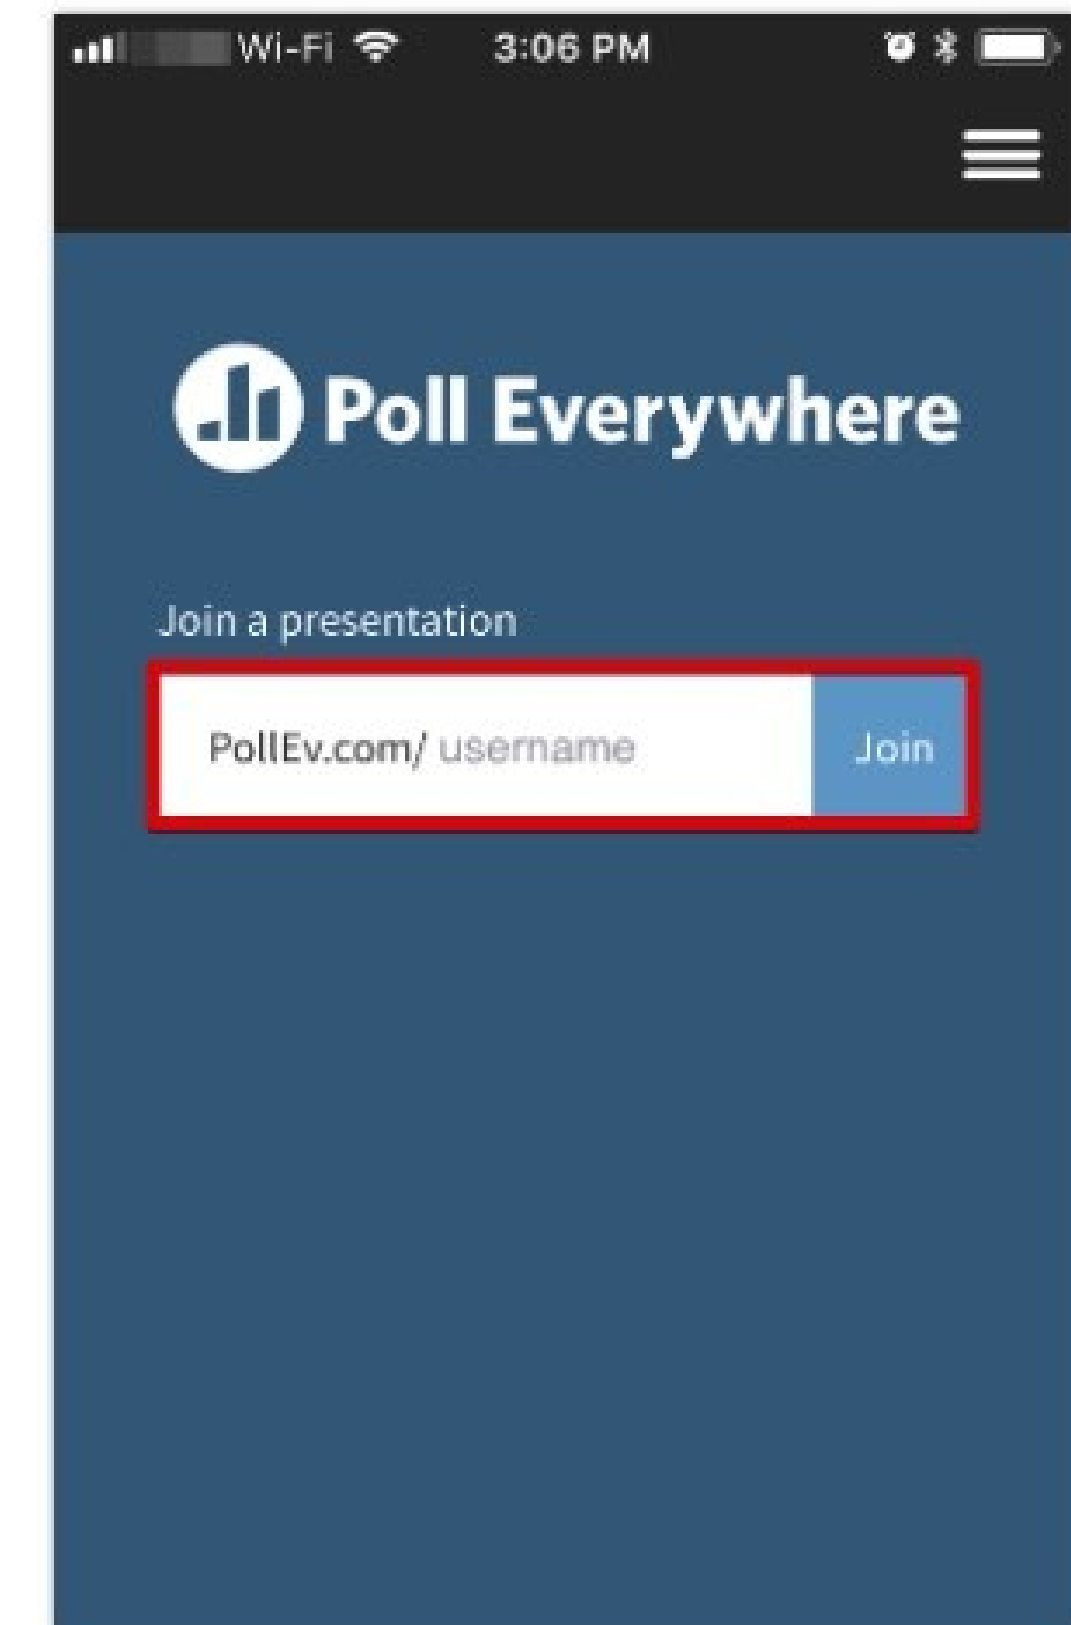 Wi-Fi 3:06 PM
Poll Everywhere
Join a presentation
PollEv.com/ username Join